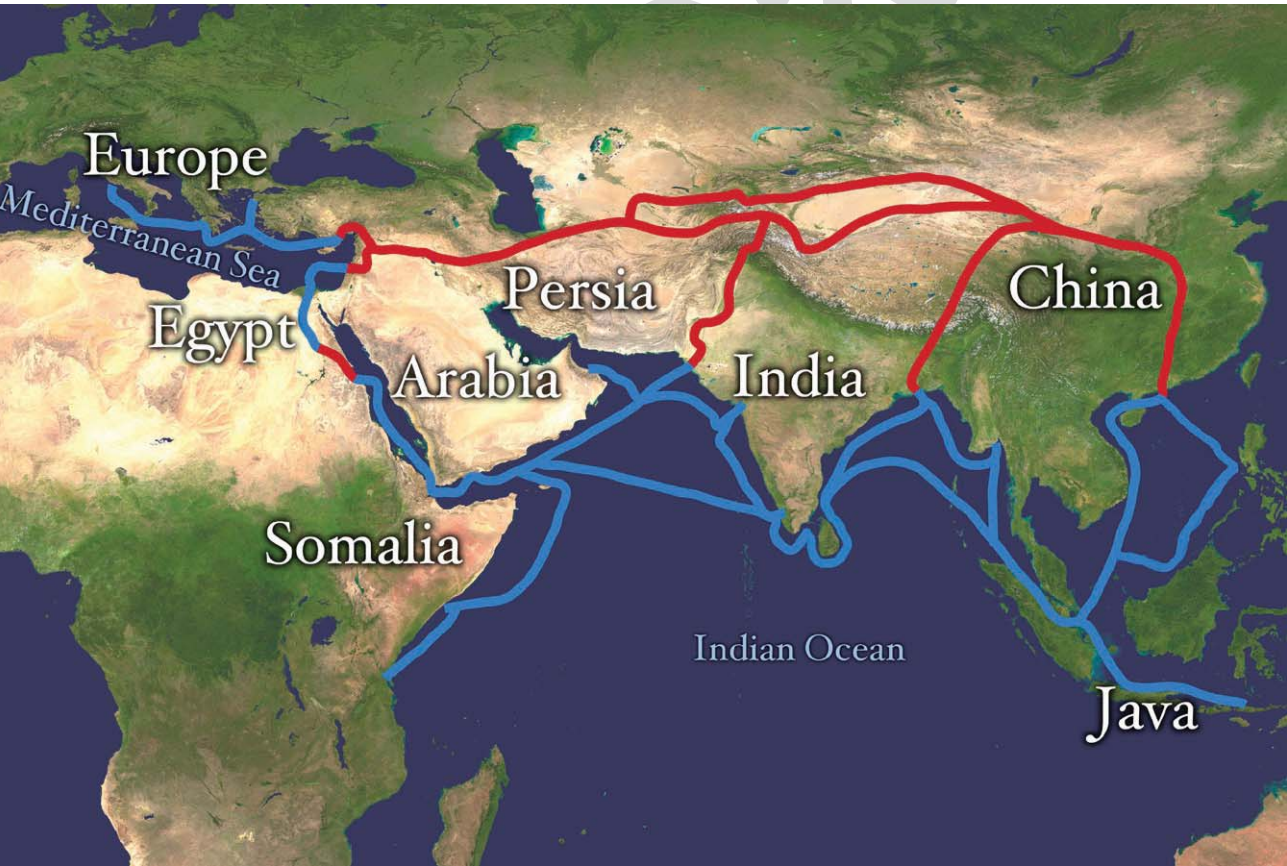 Europe
Mediterranean Sea
Persia
China
Egypt
Arabia
India
Somalia
Indian Ocean
Java